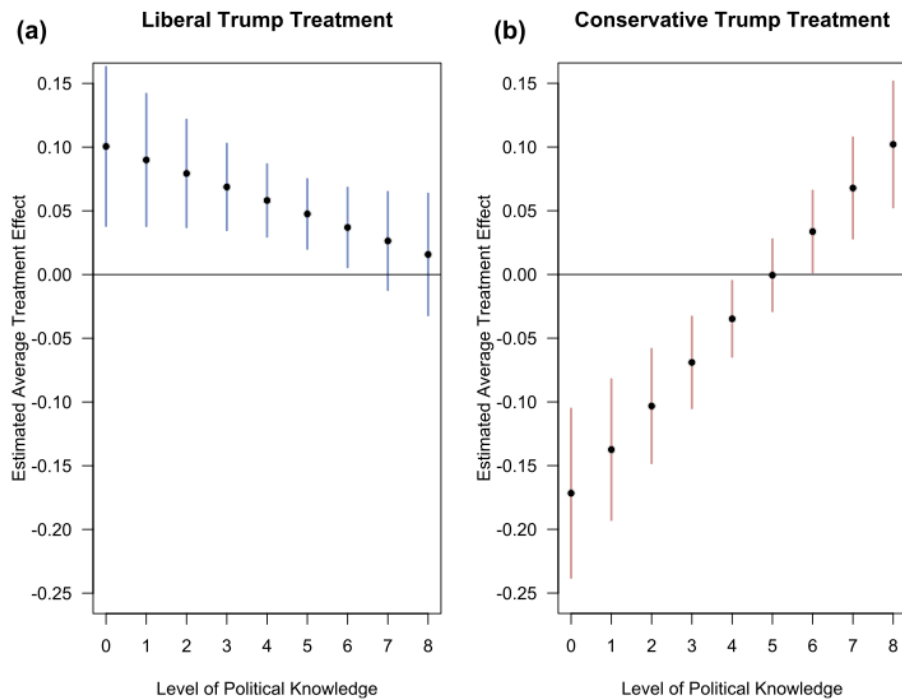 (a)
Liberal Trump Treatment
Estimated Average Treatment Effect
0.15
0.10
0.05
0.00
-0.05
-0.10
-0.15
-0.20
-0.25
0 1 2 3 4 5 6 7 8
Level of Political Knowledge
(b)
Conservative Trump Treatment
Estimated Average Treatment Effect
0.15
0.10
0.05
0.00
-0.05
-0.10
-0.15
-0.20
-0.25
0 1 2 3 4 5 6 7 8
Level of Political Knowledge